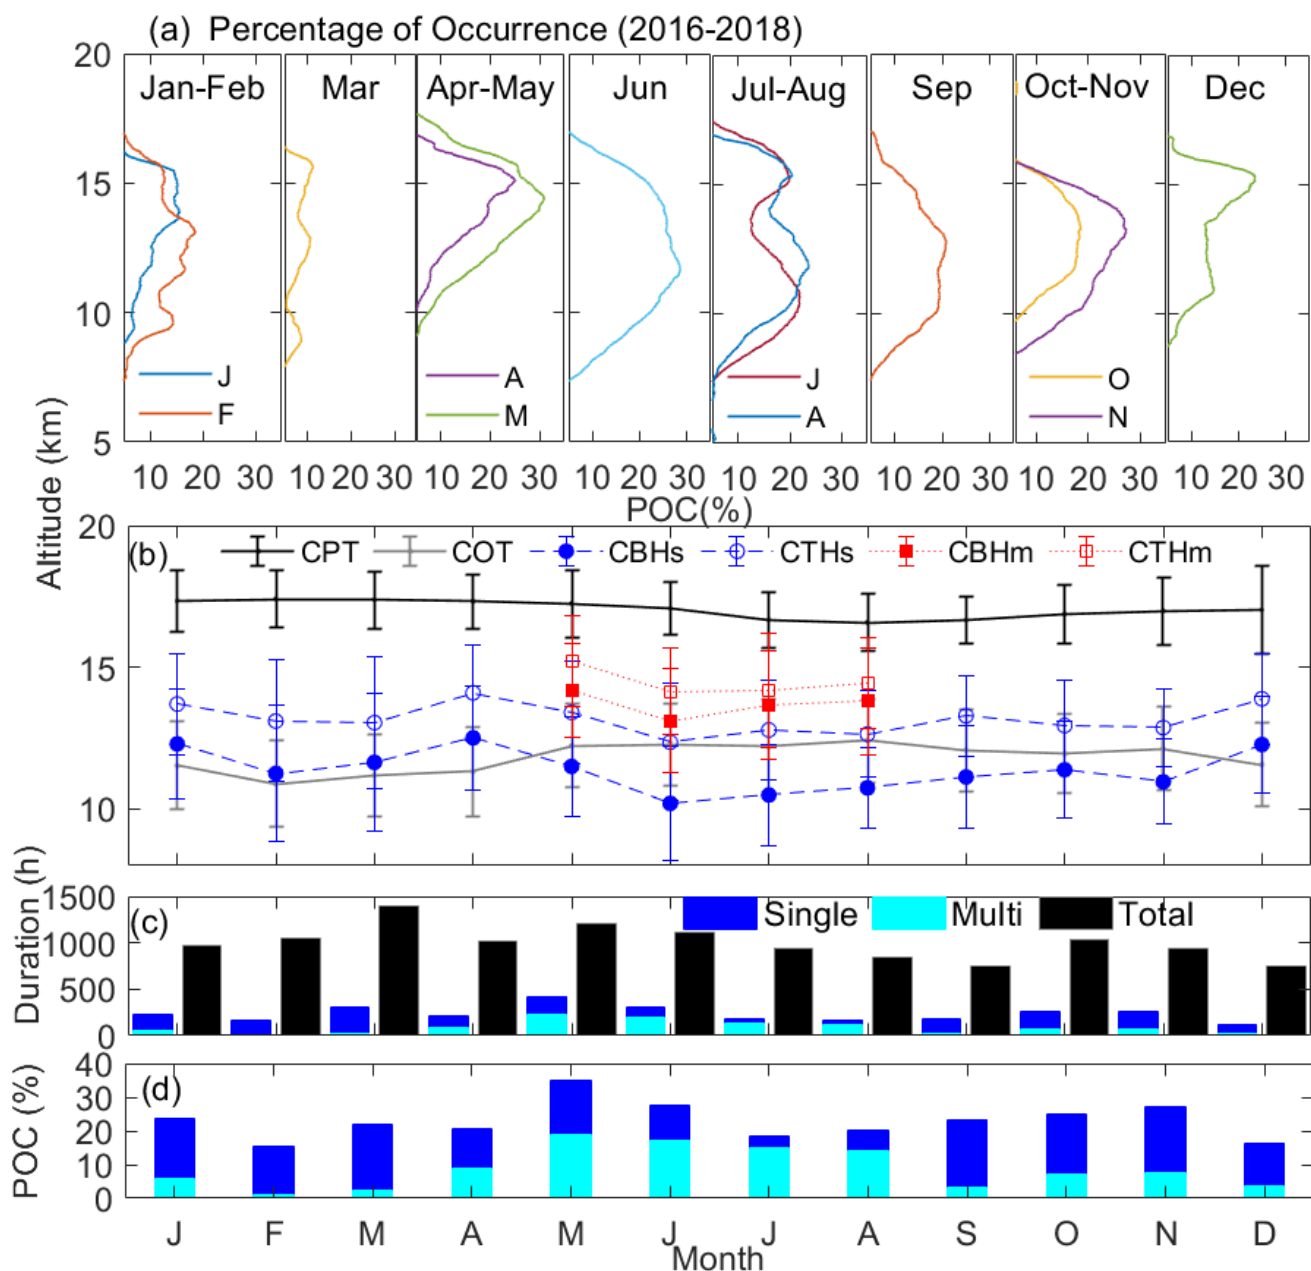 (a) Percentage of Occurrence (2016-2018)
20
Jan-Feb Mar Apr-May Jun Jul-Aug Sep Oct-Nov Dec
15
10
J A J O
F M A N
5
10 20 30 10 20 30 10 20 30 10 20 30 10 20 30 10 20 30 10 20 30 10 20 30
POC(%)
Altitude (km)
20
(b) CPT COT CBHs CTHs CBHm CTHm
15
10
Duration (h)
1500
(c) Single Multi Total
1000
500
0
POC (%)
40
(d)
30
20
10
0
J F M A M J J A S O N D
Month